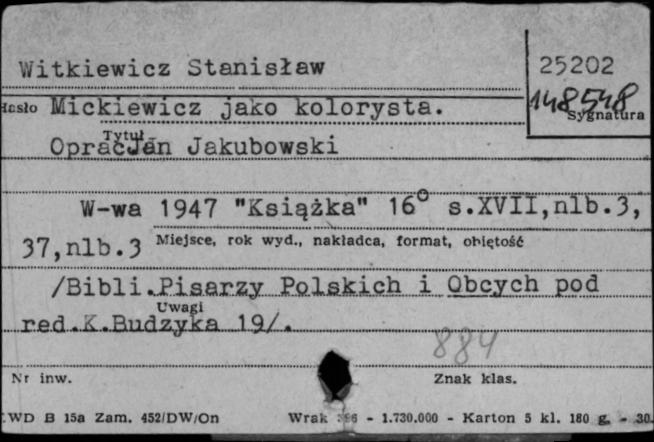 Witkiewicz Stanisław 25202
Hasło Mickiewicz jako kolorysta. 148548
Sygnatura
Tytuł
Oprac Jan Jakubowski
W-wa 1947 "Książka" 16° s.XVII,nlb.3,
37,nlb.3 Miejsce, rok wyd., nakładca, format, objętość
/Bibli.Pisarzy Polskich i Obcych pod
Uwagi
red.K.Budzyka 19/.
884
Nr inw. Znak klas.
WD B 15a Zam. 452/DW/On Wrak - 1.730.000 - Karton 5 kl. 180 g. - 30.